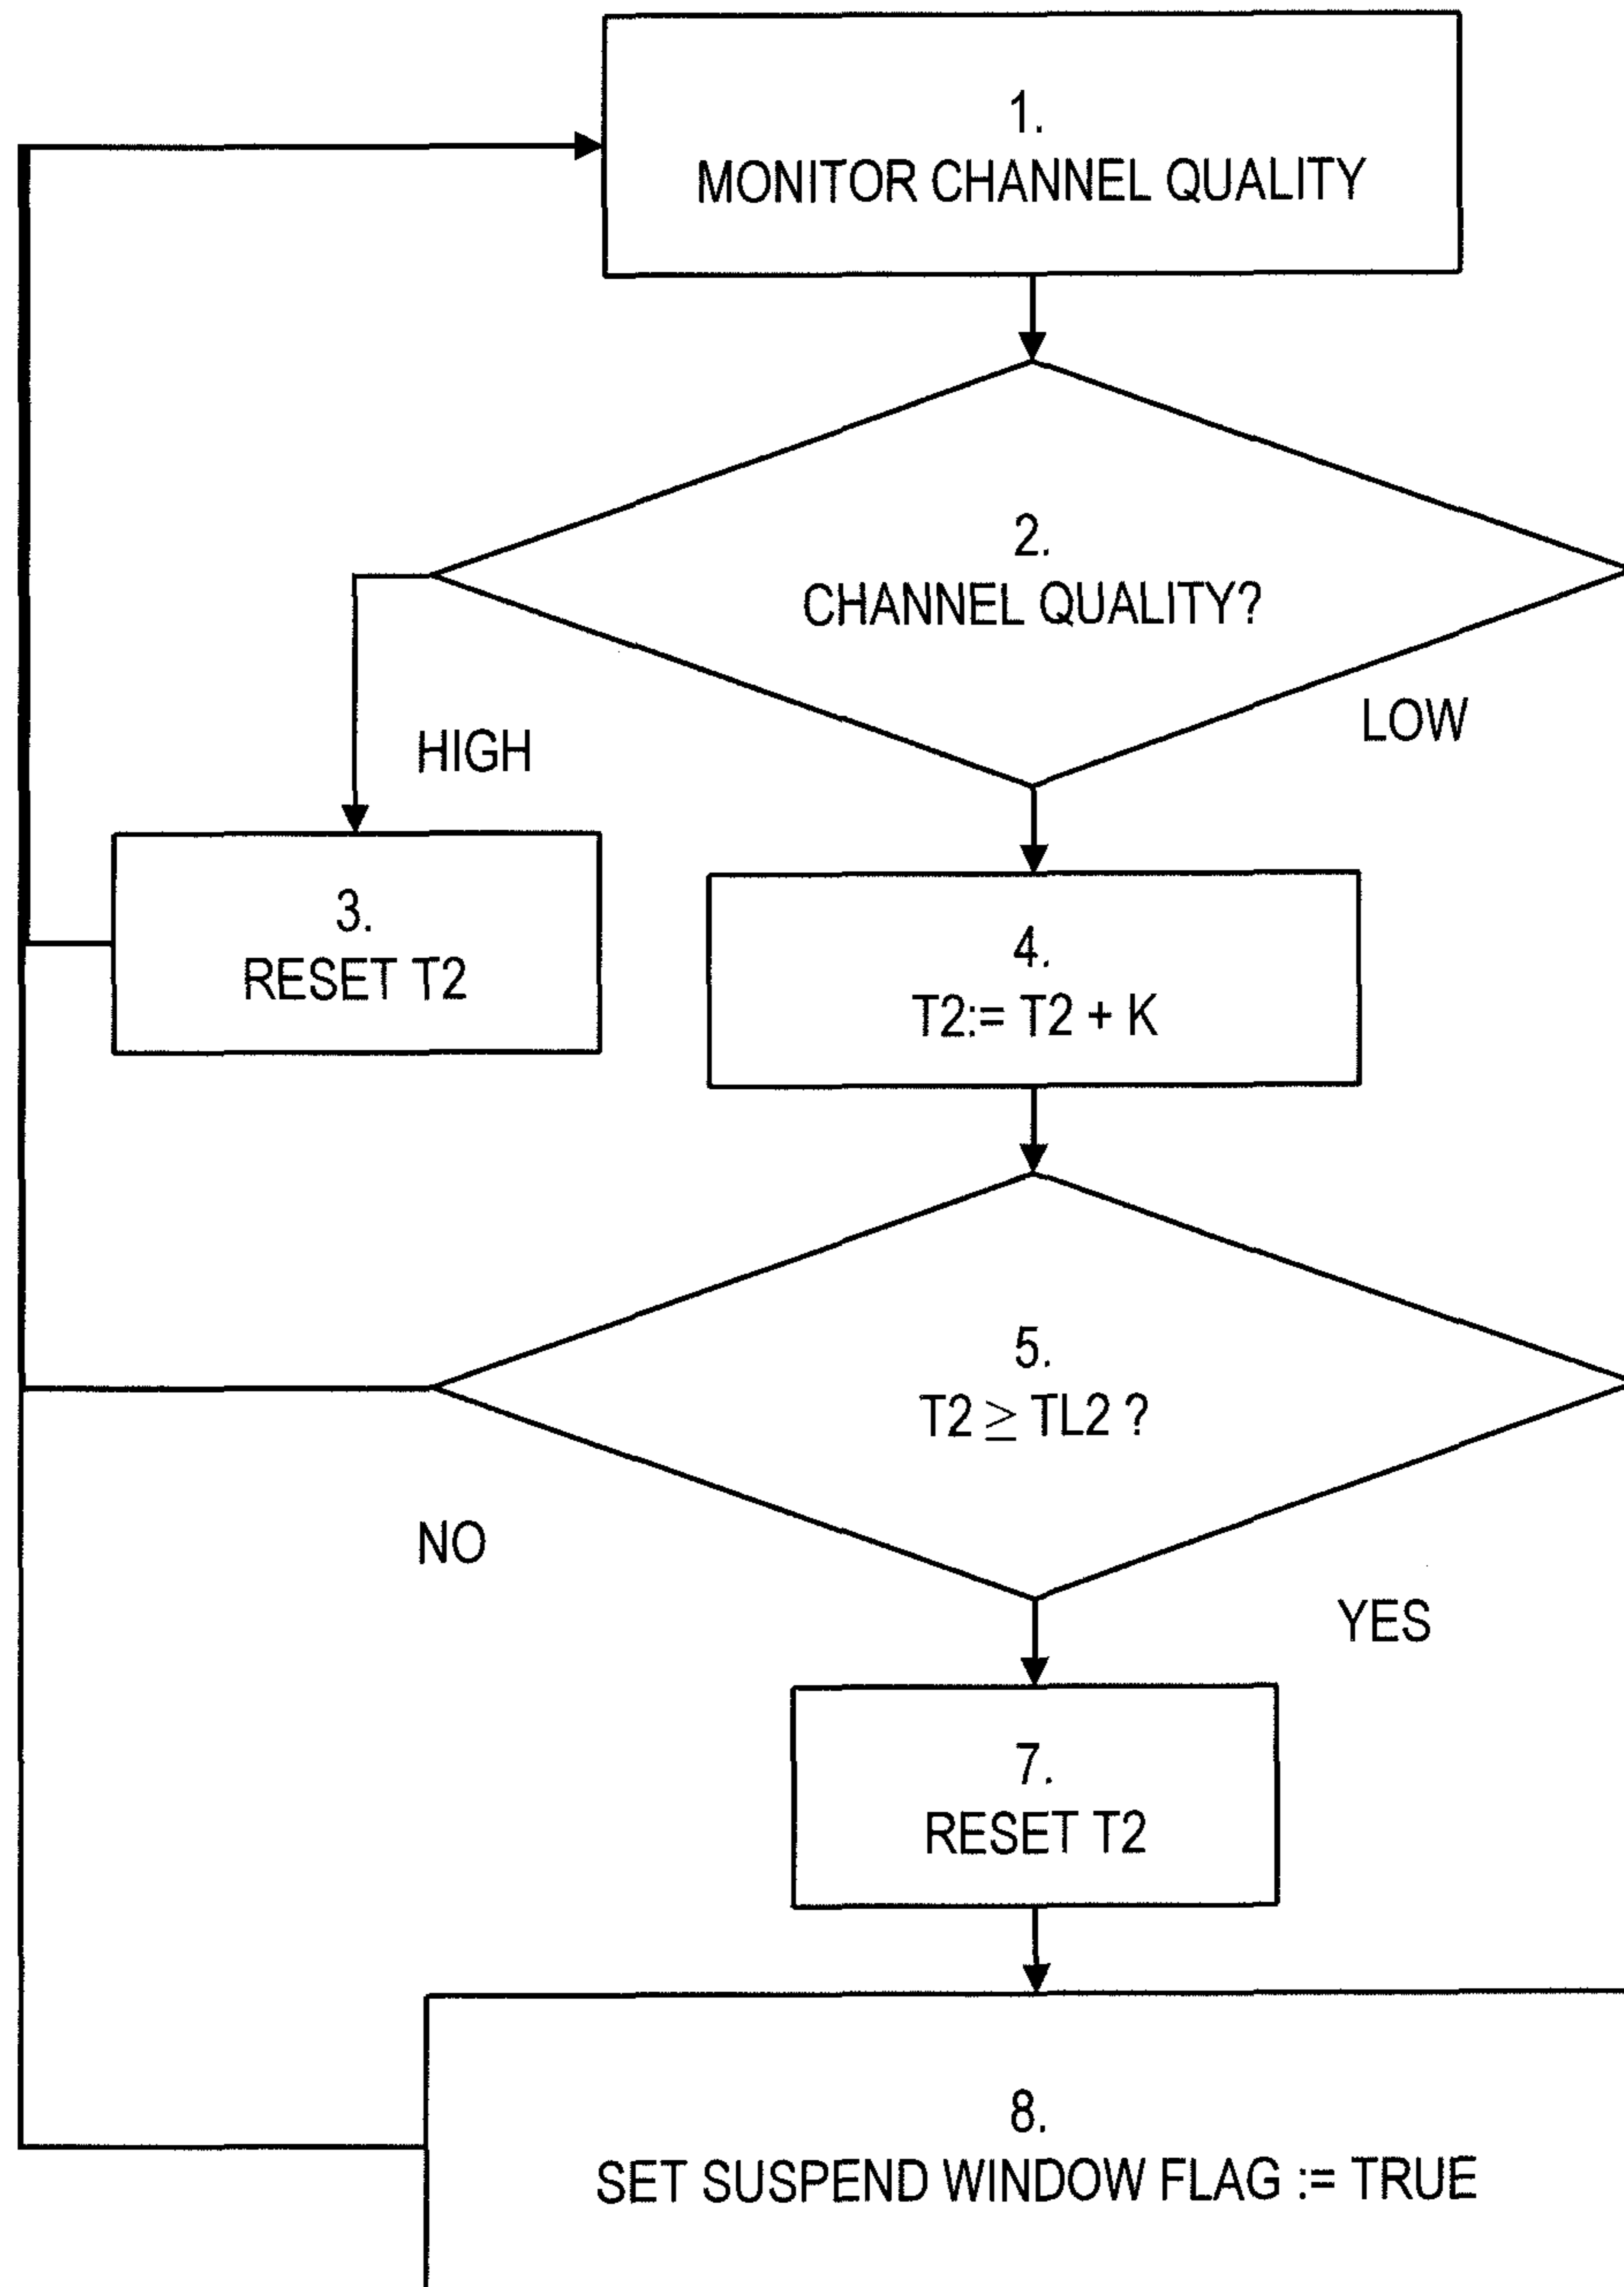 1.
MONITOR CHANNEL QUALITY
2.
CHANNEL QUALITY?
LOW
HIGH
3.
RESET T2
4.
T2:= T2 + K
5.
T2 ≥ TL2 ?
NO
YES
7.
RESET T2
8.
SET SUSPEND WINDOW FLAG := TRUE